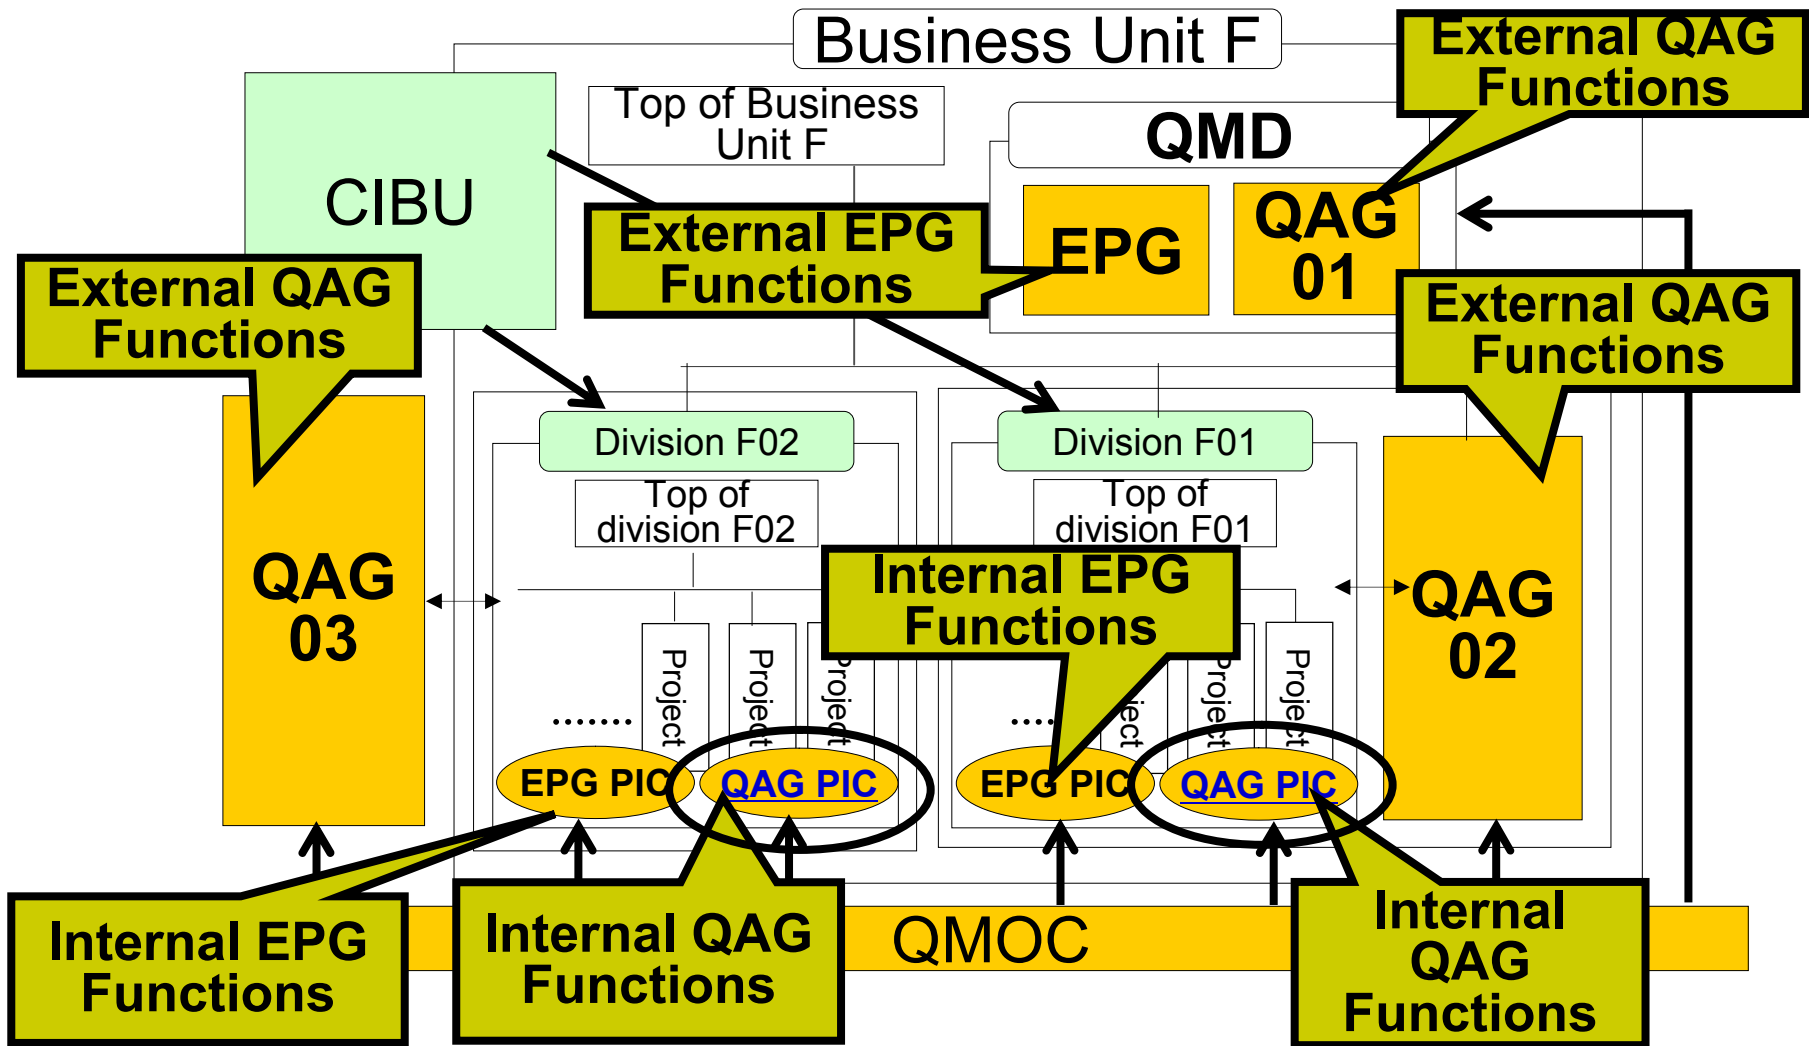 Business Unit F
External QAG
Functions
Top of Business
Unit F
QMD
CIBU
External EPG
Functions
EPG
QAG
01
External QAG
Functions
External QAG
Functions
Division F02
Division F01
Top of
division F02
Top of
division F01
QAG
03
Internal EPG
Functions
QAG
02
Project
Project
Project
.......
Project
Project
Project
....
EPG PIC
QAG PIC
EPG PIC
QAG PIC
Internal EPG
Functions
Internal QAG
Functions
QMOC
Internal
QAG
Functions